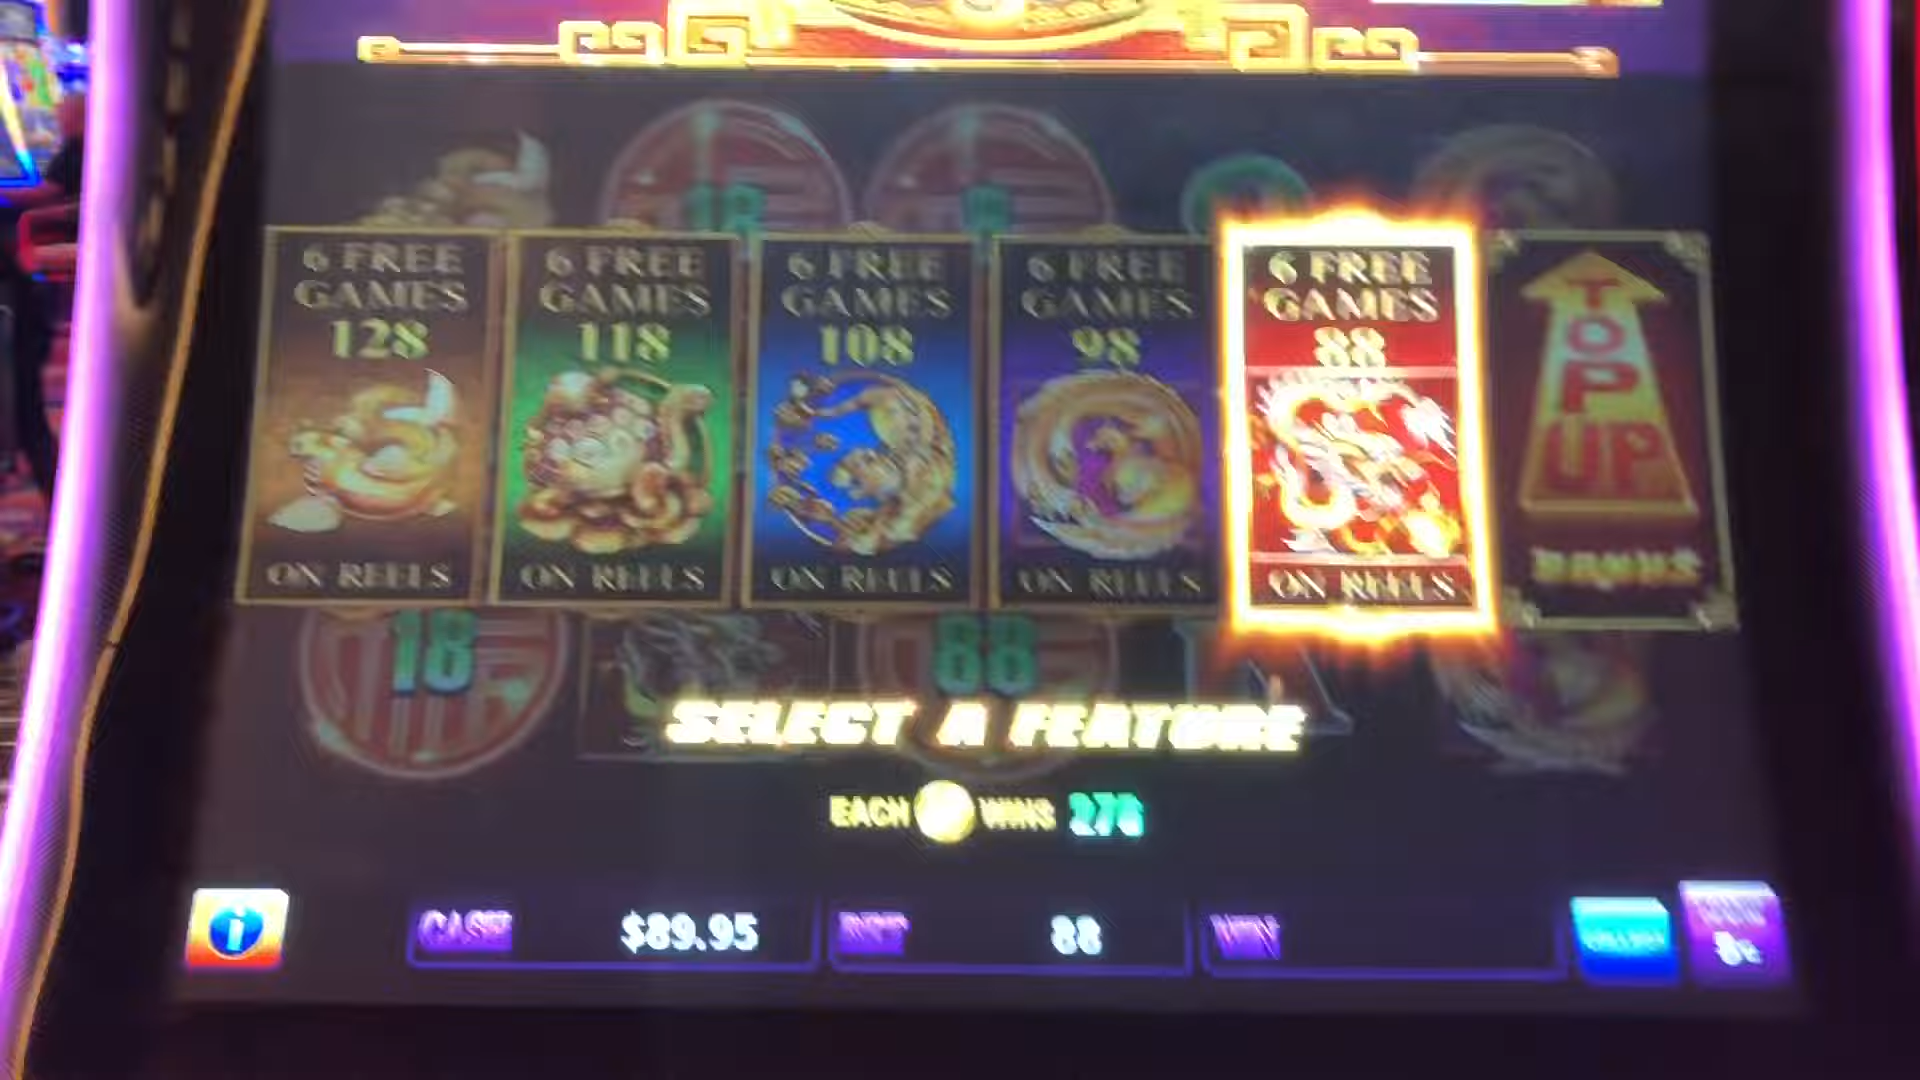 6 FREE GAMES 128 ON REELS
6 FREE GAMES 118 ON REELS
6 FREE GAMES 108 ON REELS
6 FREE GAMES 98 ON REELS
6 FREE GAMES 88 ON REELS
TOP UP BONUS
18
88
SELECT A FEATURE
EACH WINS 276
i
CASH $89.95
BET 88
WIN